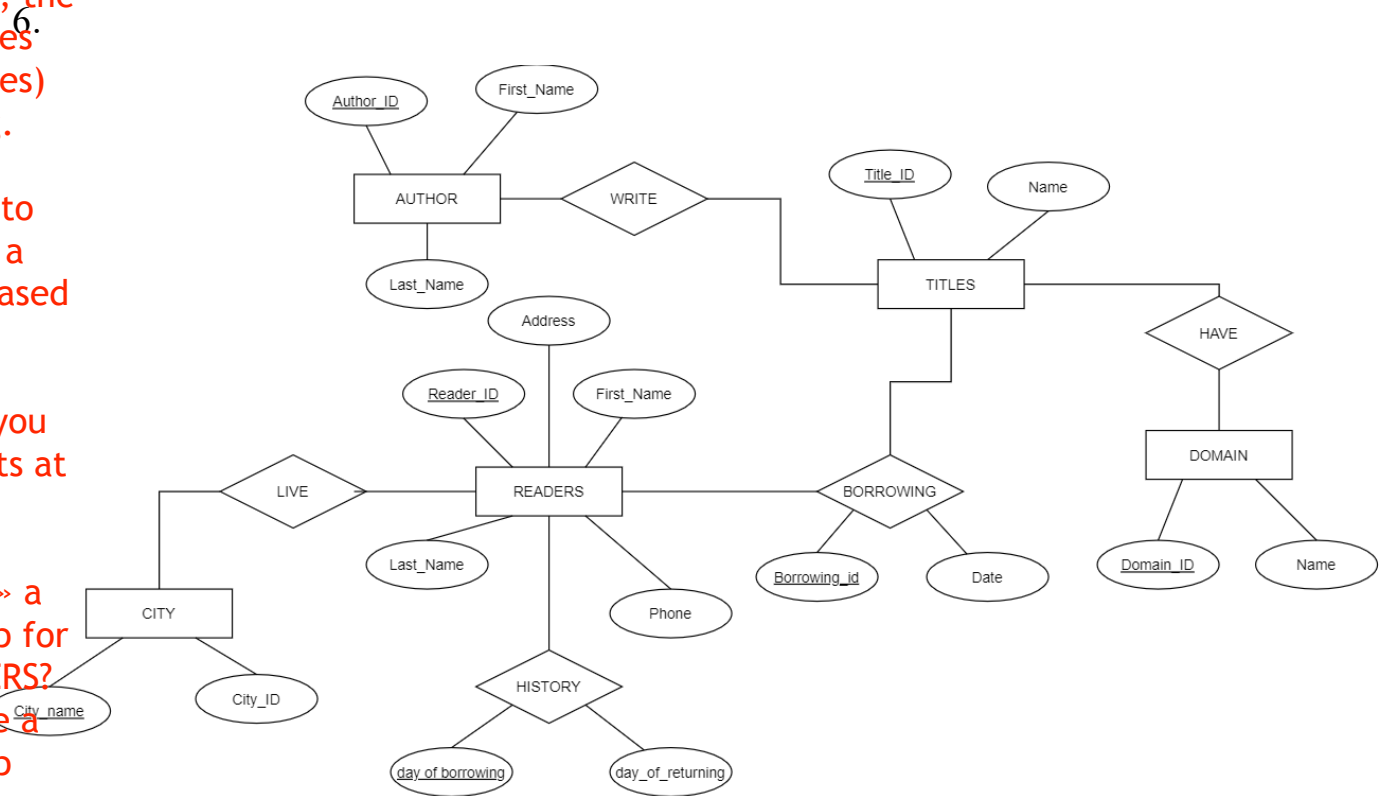 , the
6.
es
es)
.
to
a
ased
you
ts at
» a
p for
RS?
e a
p
Author_ID
First_Name
AUTHOR
WRITE
Last_Name
Title_ID
Name
TITLES
HAVE
Address
Reader_ID
First_Name
DOMAIN
LIVE
READERS
BORROWING
Last_Name
Borrowing_id
Date
Domain_ID
Name
CITY
Phone
City_name
City_ID
HISTORY
day of borrowing
day_of_returning